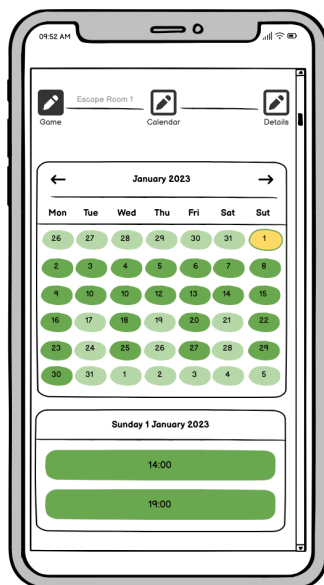 09:52 AM
Escape Room 1
Game Calendar Details
January 2023
Mon Tue Wed Thu Fri Sat Sut
26 27 28 29 30 31 1
2 3 4 5 6 7 8
9 10 10 12 13 14 15
16 17 18 19 20 21 22
23 24 25 26 27 28 29
30 31 1 2 3 4 5
Sunday 1 January 2023
14:00
19:00